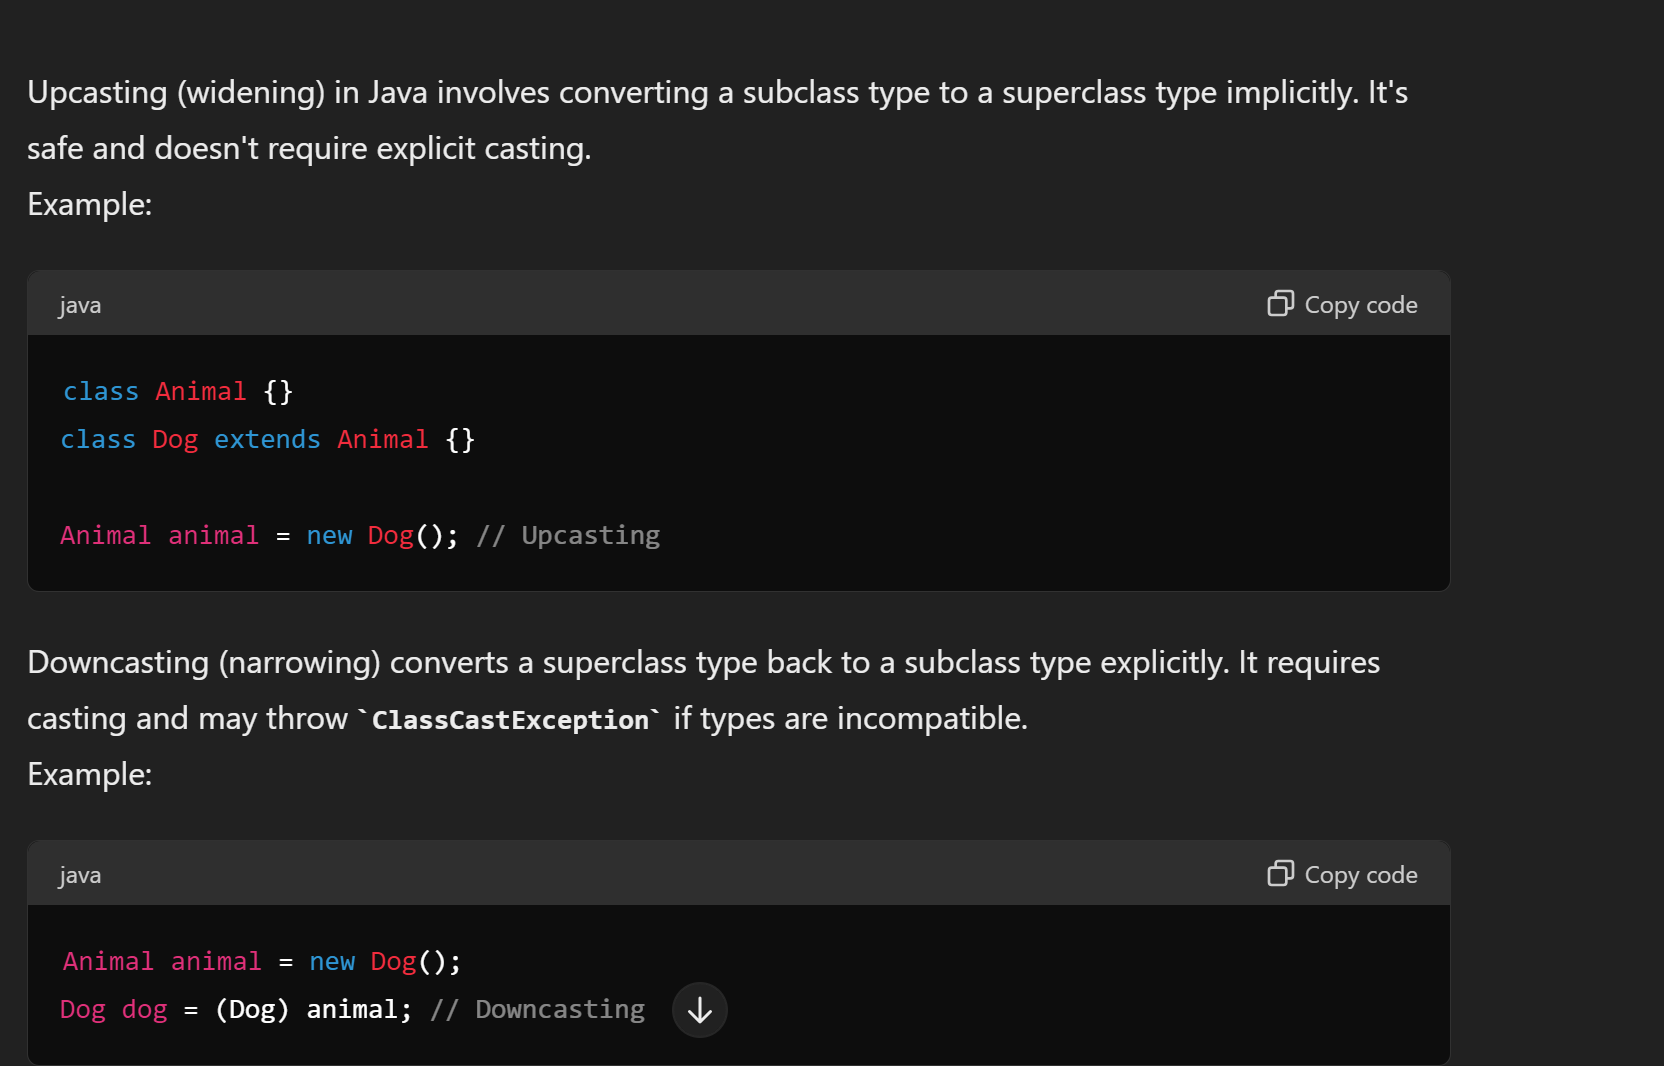 Upcasting (widening) in Java involves converting a subclass type to a superclass type implicitly. It's
safe and doesn't require explicit casting.
Example:
java
Copy code
class Animal {}
class Dog extends Animal {}
Animal animal = new Dog(); // Upcasting
Downcasting (narrowing) converts a superclass type back to a subclass type explicitly. It requires
casting and may throw `ClassCastException` if types are incompatible.
Example:
java
Copy code
Animal animal = new Dog();
Dog dog = (Dog) animal; // Downcasting